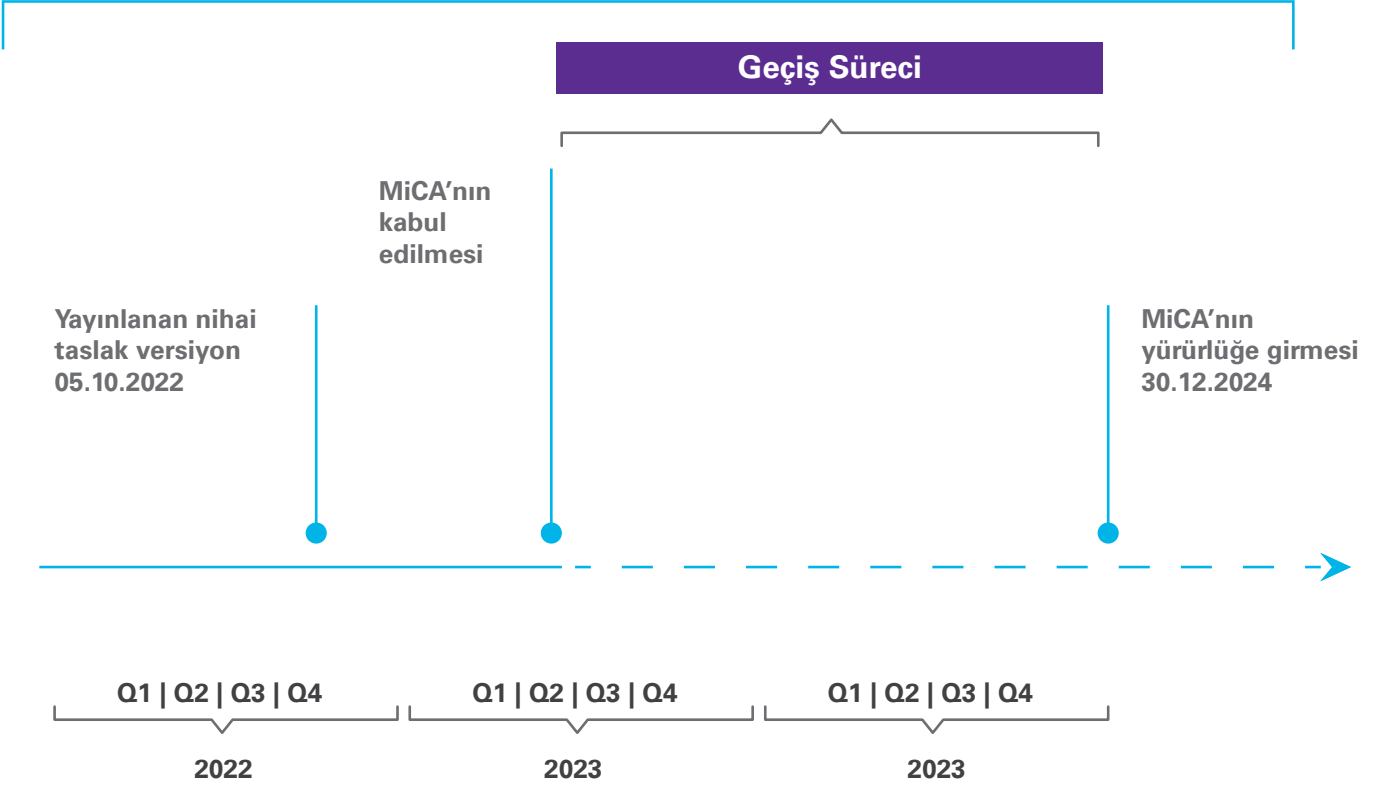 Geçiş Süreci
MiCA’nın
kabul
edilmesi
Yayınlanan nihai
taslak versiyon
05.10.2022
MiCA’nın
yürürlüğe girmesi
30.12.2024
Q1 | Q2 | Q3 | Q4
Q1 | Q2 | Q3 | Q4
Q1 | Q2 | Q3 | Q4
2022
2023
2023